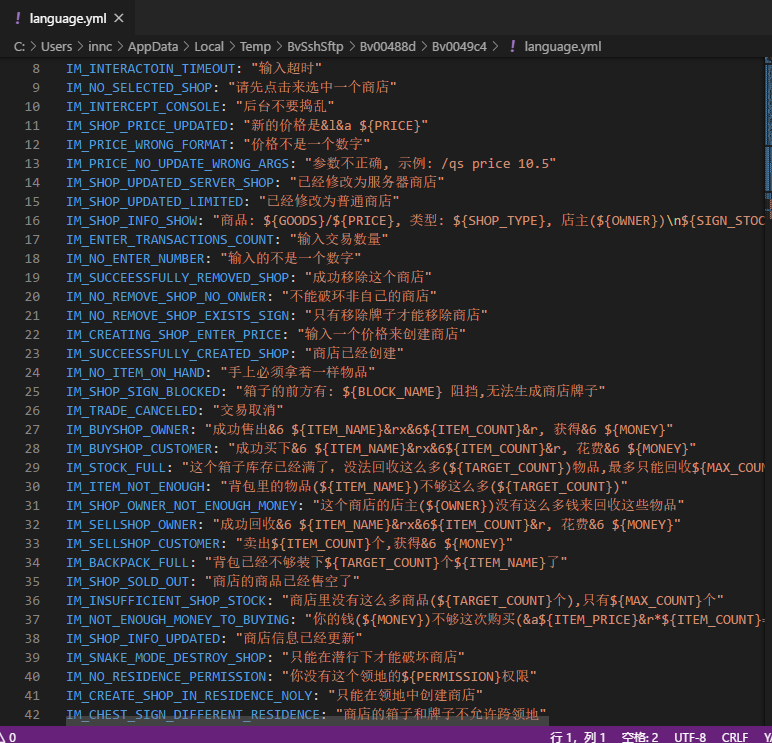 ! language.yml ×
C: > Users > innc > AppData > Local > Temp > BvSshSftp > Bv00488d > Bv0049c4 > ! language.yml
8 IM_INTERACTOIN_TIMEOUT: "输入超时"
9 IM_NO_SELECTED_SHOP: "请先点击来选中一个商店"
10 IM_INTERCEPT_CONSOLE: "后台不要捣乱"
11 IM_SHOP_PRICE_UPDATED: "新的价格是&l&a ${PRICE}"
12 IM_PRICE_WRONG_FORMAT: "价格不是一个数字"
13 IM_PRICE_NO_UPDATE_WRONG_ARGS: "参数不正确, 示例: /qs price 10.5"
14 IM_SHOP_UPDATED_SERVER_SHOP: "已经修改为服务器商店"
15 IM_SHOP_UPDATED_LIMITED: "已经修改为普通商店"
16 IM_SHOP_INFO_SHOW: "商品: ${GOODS}/${PRICE}, 类型: ${SHOP_TYPE}, 店主(${OWNER})\n${SIGN_STOC
17 IM_ENTER_TRANSACTIONS_COUNT: "输入交易数量"
18 IM_NO_ENTER_NUMBER: "输入的不是一个数字"
19 IM_SUCCEESSFULLY_REMOVED_SHOP: "成功移除这个商店"
20 IM_NO_REMOVE_SHOP_NO_ONWER: "不能破坏非自己的商店"
21 IM_NO_REMOVE_SHOP_EXISTS_SIGN: "只有移除牌子才能移除商店"
22 IM_CREATING_SHOP_ENTER_PRICE: "输入一个价格来创建商店"
23 IM_SUCCEESSFULLY_CREATED_SHOP: "商店已经创建"
24 IM_NO_ITEM_ON_HAND: "手上必须拿着一样物品"
25 IM_SHOP_SIGN_BLOCKED: "箱子的前方有: ${BLOCK_NAME} 阻挡,无法生成商店牌子"
26 IM_TRADE_CANCELED: "交易取消"
27 IM_BUYSHOP_OWNER: "成功售出&6 ${ITEM_NAME}&rx&6${ITEM_COUNT}&r, 获得&6 ${MONEY}"
28 IM_BUYSHOP_CUSTOMER: "成功买下&6 ${ITEM_NAME}&rx&6${ITEM_COUNT}&r, 花费&6 ${MONEY}"
29 IM_STOCK_FULL: "这个箱子库存已经满了，没法回收这么多(${TARGET_COUNT})物品,最多只能回收${MAX_COUN
30 IM_ITEM_NOT_ENOUGH: "背包里的物品(${ITEM_NAME})不够这么多(${TARGET_COUNT})"
31 IM_SHOP_OWNER_NOT_ENOUGH_MONEY: "这个商店的店主(${OWNER})没有这么多钱来回收这些物品"
32 IM_SELLSHOP_OWNER: "成功回收&6 ${ITEM_NAME}&rx&6${ITEM_COUNT}&r, 花费&6 ${MONEY}"
33 IM_SELLSHOP_CUSTOMER: "卖出${ITEM_COUNT}个,获得&6 ${MONEY}"
34 IM_BACKPACK_FULL: "背包已经不够装下${TARGET_COUNT}个${ITEM_NAME}了"
35 IM_SHOP_SOLD_OUT: "商店的商品已经售空了"
36 IM_INSUFFICIENT_SHOP_STOCK: "商店里没有这么多商品(${TARGET_COUNT}个),只有${MAX_COUNT}个"
37 IM_NOT_ENOUGH_MONEY_TO_BUYING: "你的钱(${MONEY})不够这次购买(&a${ITEM_PRICE}&r*${ITEM_COUNT}=
38 IM_SHOP_INFO_UPDATED: "商店信息已经更新"
39 IM_SNAKE_MODE_DESTROY_SHOP: "只能在潜行下才能破坏商店"
40 IM_NO_RESIDENCE_PERMISSION: "你没有这个领地的${PERMISSION}权限"
41 IM_CREATE_SHOP_IN_RESIDENCE_NOLY: "只能在领地中创建商店"
42 IM_CHEST_SIGN_DIFFERENT_RESIDENCE: "商店的箱子和牌子不允许跨领地"
0 行 1，列 1 空格: 2 UTF-8 CRLF